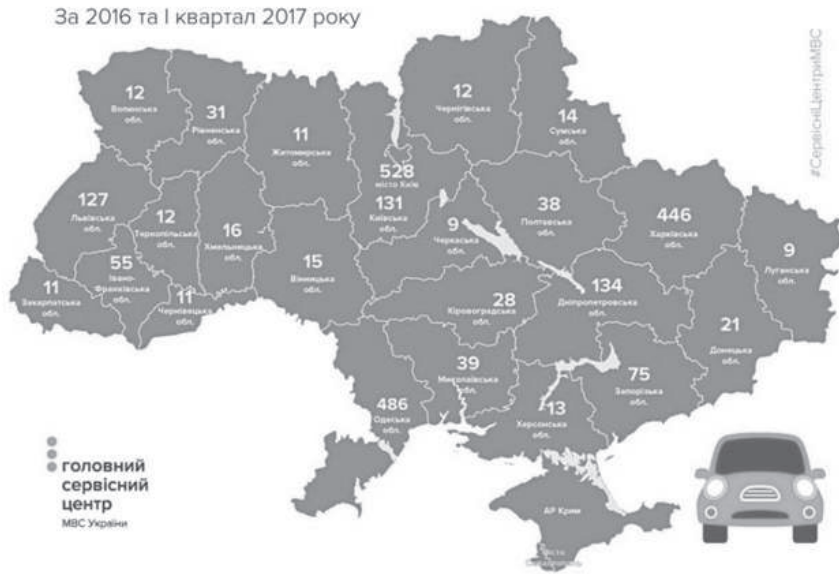 За 2016 та І квартал 2017 року
#СервісніЦентриМВС
12
Волинська
обл.
31
Рівненська
обл.
11
Житомирська
обл.
12
Чернігівська
обл.
14
Сумська
обл.
528
місто Київ
131
Київська
обл.
127
Львівська
обл.
12
Тернопільська
обл.
16
Хмельницька
обл.
9
Черкаська
обл.
38
Полтавська
обл.
446
Харківська
обл.
9
Луганська
обл.
11
Закарпатська
обл.
55
Івано-
Франківська
обл.
11
Чернівецька
обл.
15
Вінницька
обл.
28
Кіровоградська
обл.
134
Дніпропетровська
обл.
21
Донецька
обл.
486
Одеська
обл.
39
Миколаївська
обл.
13
Херсонська
обл.
75
Запорізька
обл.
АР Крим
місто
головний
сервісний
центр
МВС України